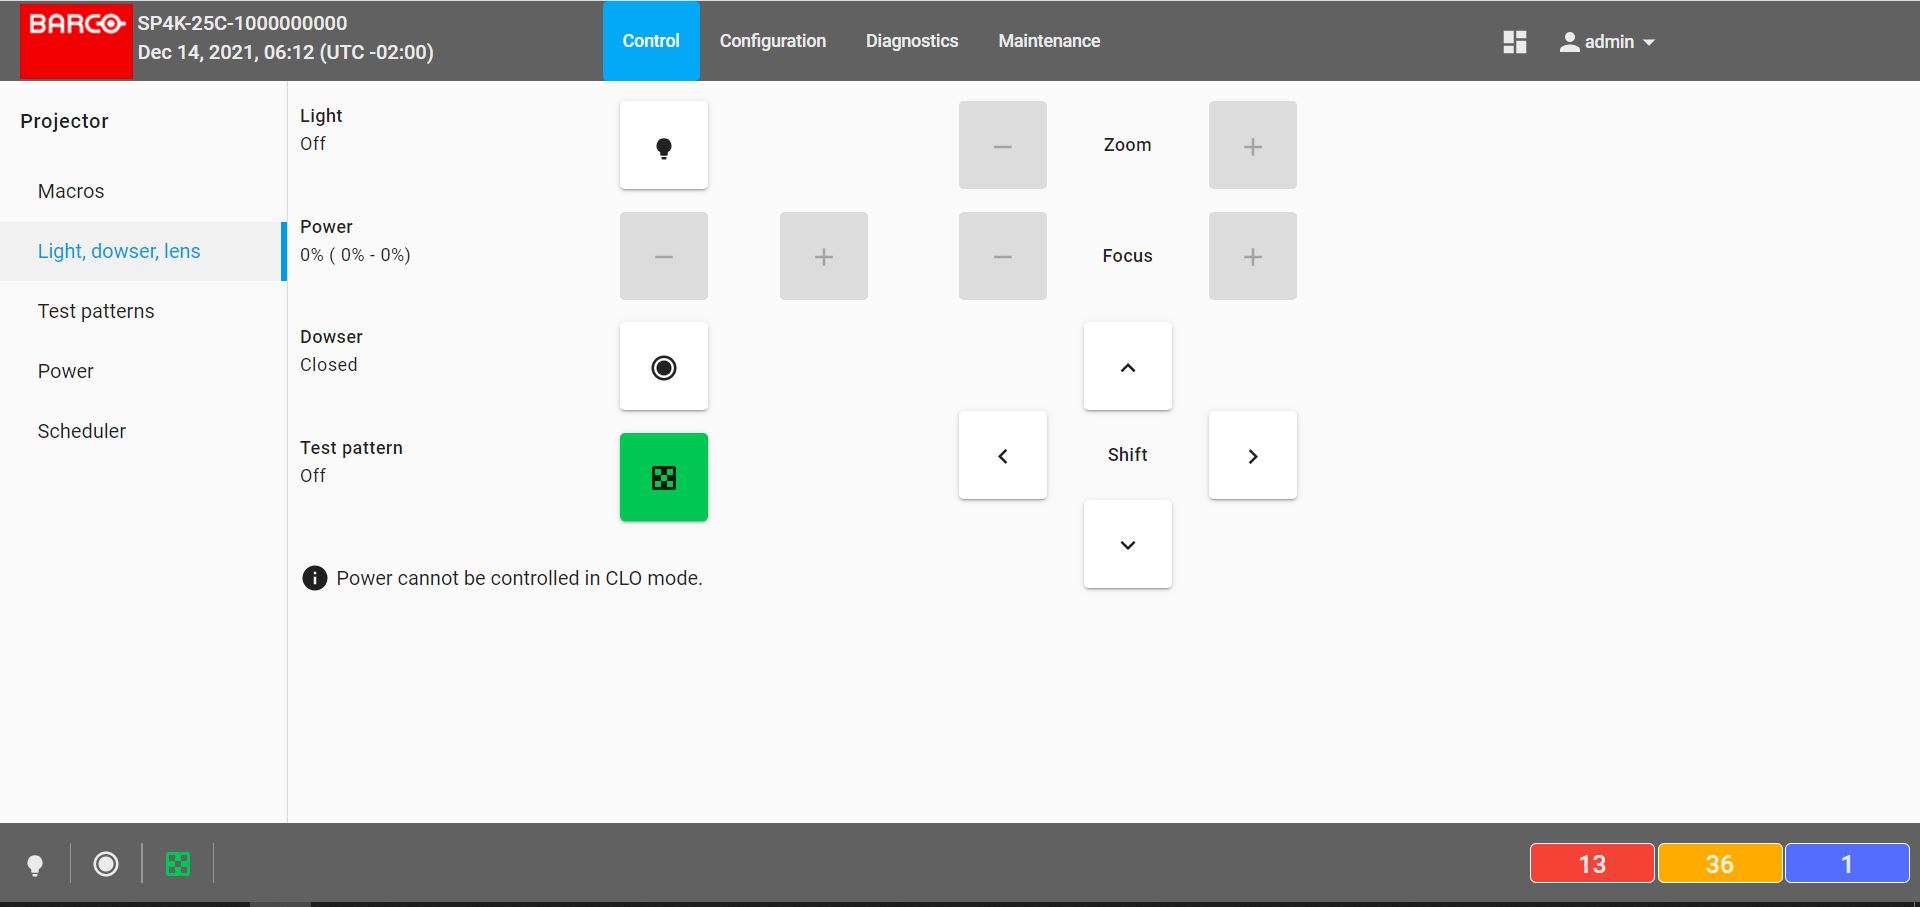 BARCO
SP4K-25C-1000000000
Dec 14, 2021, 06:12 (UTC -02:00)
Control
Configuration
Diagnostics
Maintenance
admin
Projector
Macros
Light, dowser, lens
Test patterns
Power
Scheduler
Light
Off
Zoom
Power
0% ( 0% - 0%)
Focus
Dowser
Closed
Test pattern
Off
Shift
Power cannot be controlled in CLO mode.
13
36
1